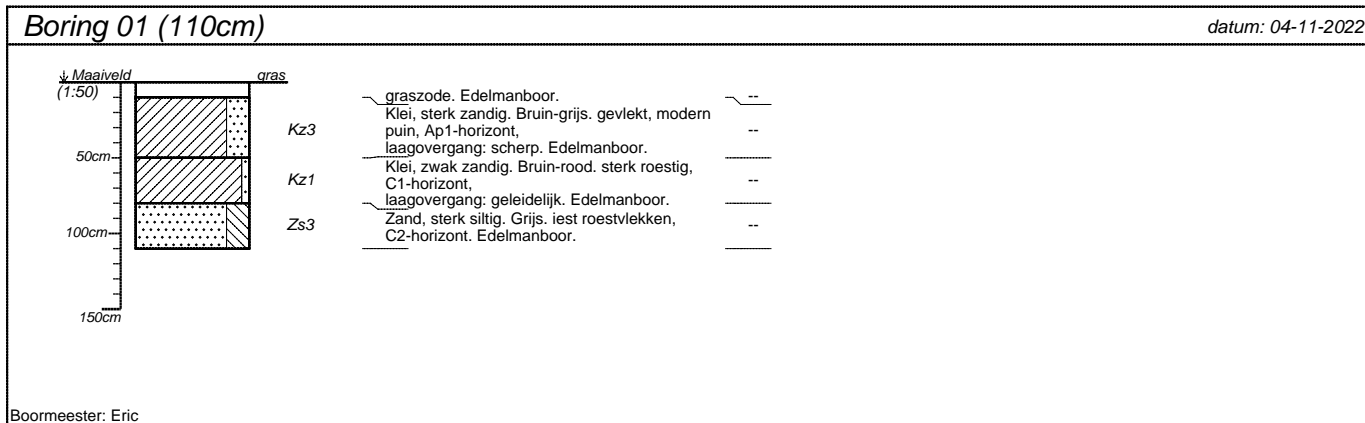 Boring 01 (110cm)
datum: 04-11-2022
Maaiveld
gras
(1:50)
graszode. Edelmanboor.
--
Kz3
Klei, sterk zandig. Bruin-grijs. gevlekt, modern
puin, Ap1-horizont,
laagovergang: scherp. Edelmanboor.
--
50cm
Kz1
Klei, zwak zandig. Bruin-rood. sterk roestig,
C1-horizont,
laagovergang: geleidelijk. Edelmanboor.
--
Zs3
Zand, sterk siltig. Grijs. iest roestvlekken,
C2-horizont. Edelmanboor.
--
100cm
150cm
Boormeester: Eric